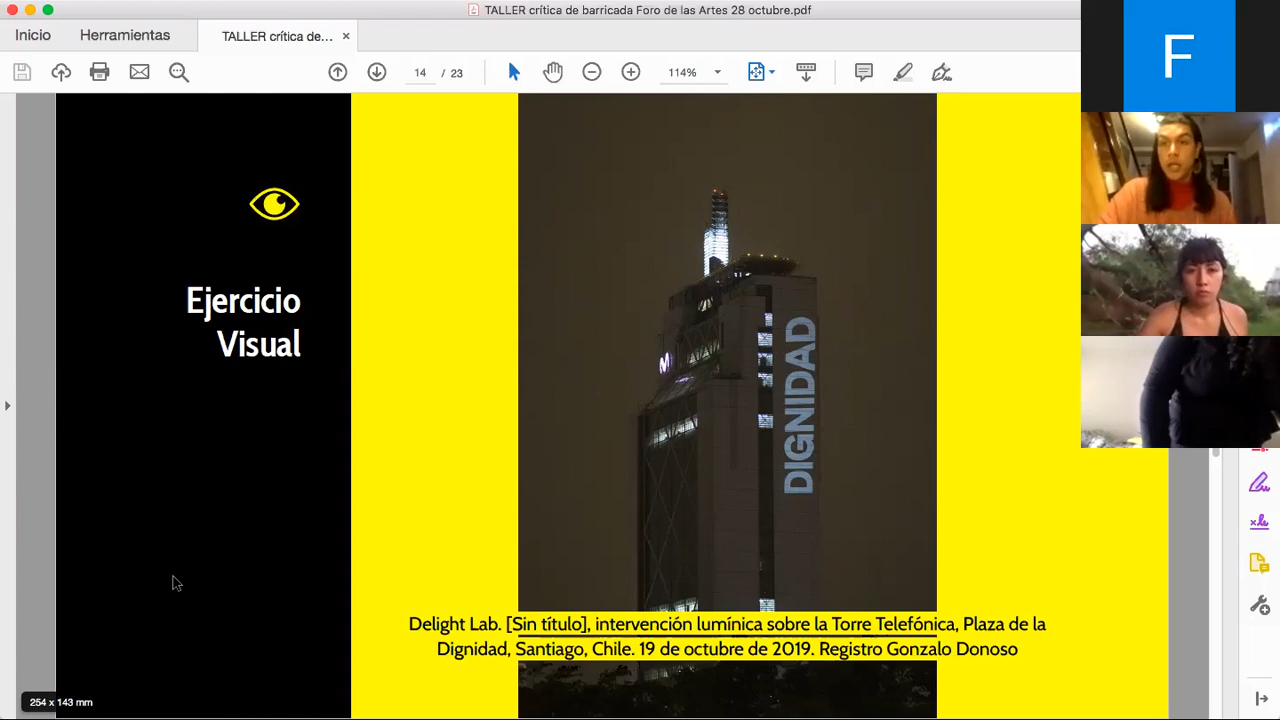 TALLER crítica de barricada Foro de las Artes 28 octubre.pdf
Inicio
Herramientas
TALLER crítica de...
14 / 23
114%
F
Ejercicio
Visual
DIGNIDAD
Delight Lab. [Sin título], intervención lumínica sobre la Torre Telefónica, Plaza de la
Dignidad, Santiago, Chile. 19 de octubre de 2019. Registro Gonzalo Donoso
254 x 143 mm